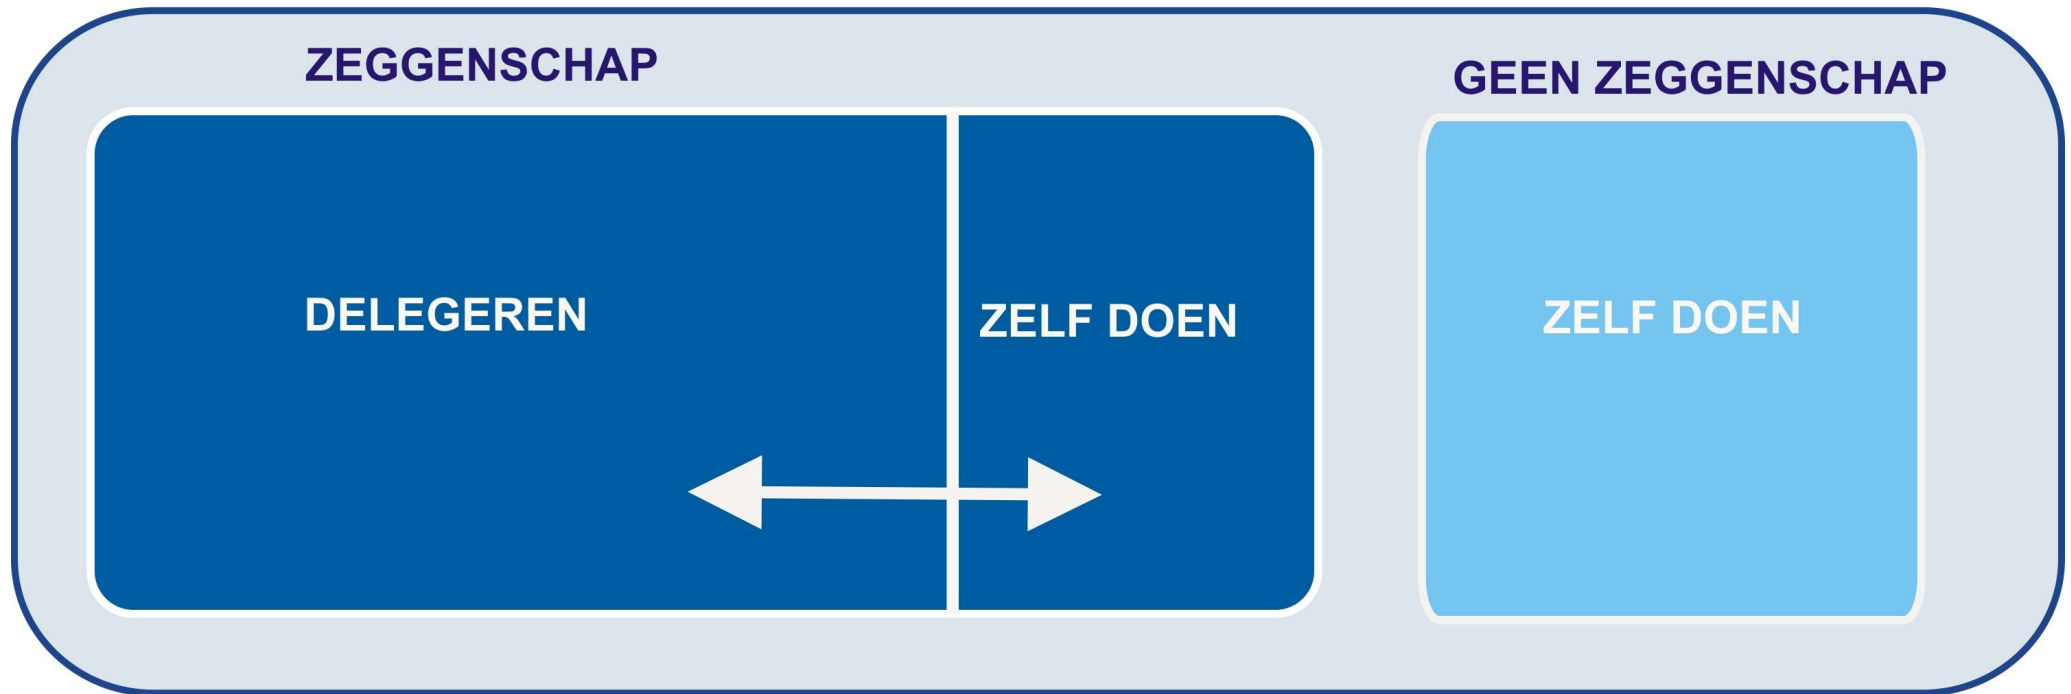 ZEGGENSCHAP
GEEN ZEGGENSCHAP
DELEGEREN
ZELF DOEN
ZELF DOEN